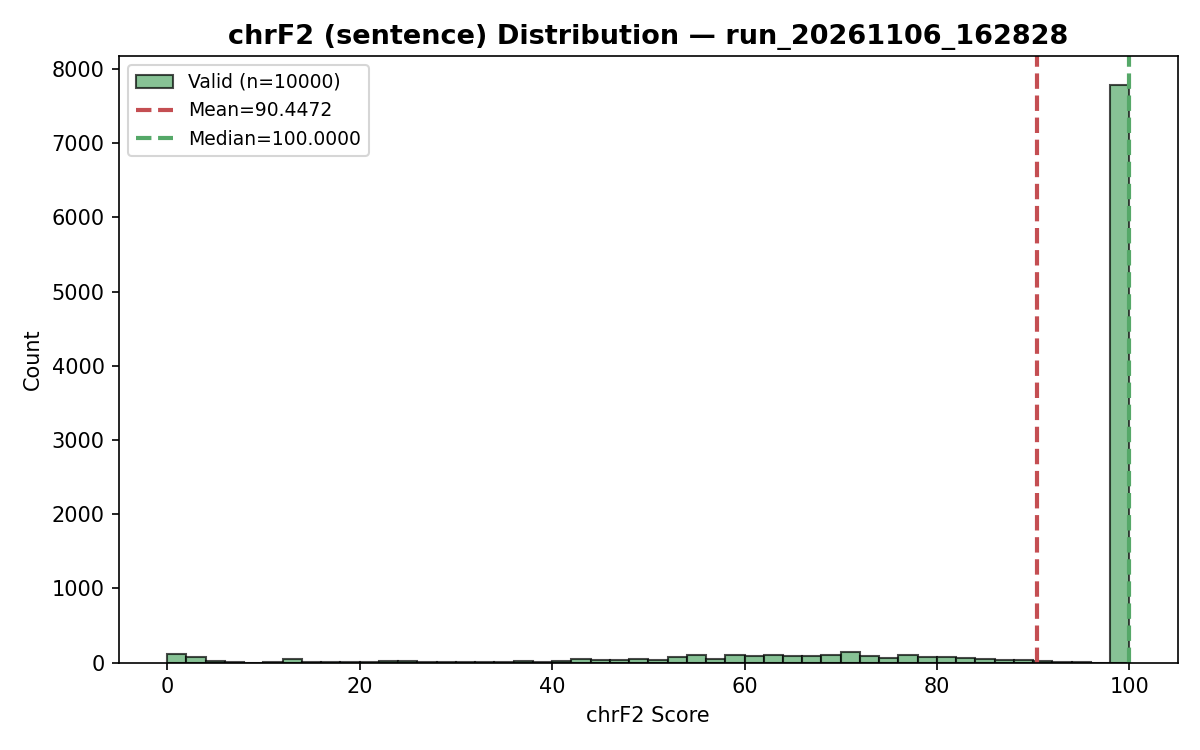 chrF2 (sentence) Distribution — run_20261106_162828
Valid (n=10000)
Mean=90.4472
Median=100.0000
Count
8000
7000
6000
5000
4000
3000
2000
1000
0
0 20 40 60 80 100
chrF2 Score